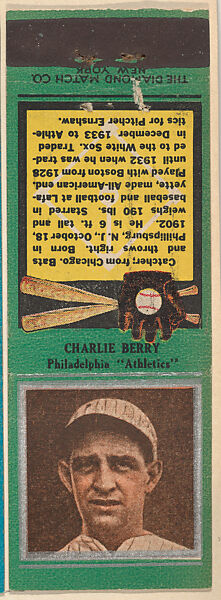 THE DIAMOND MATCH CO.
NEW YORK
Catcher; from Chicago. Bats
and throws right. Born in
Phillipsburg, N. J., October 18,
1902. He is 6 ft. tall and
weighs 190 lbs. Starred in
baseball and football at Lafa-
yette, made All-American end.
Played with Boston 1928
until 1932 when he was trad-
ed to the White Sox. Traded
in December 1933 to Athle-
tics for Pitcher Earnshaw.
CHARLIE BERRY
Philadelphia "Athletics"